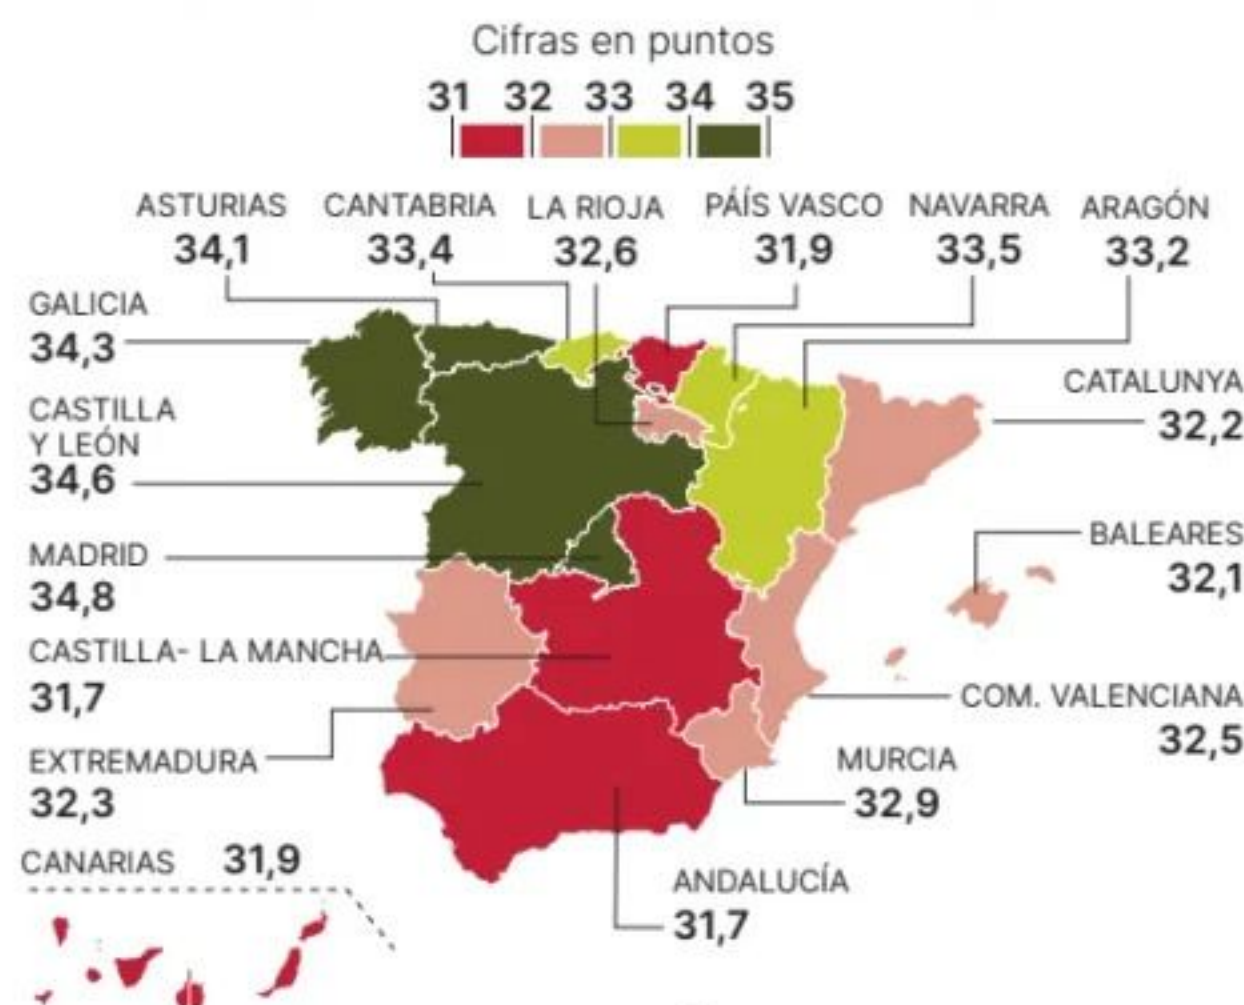 Cifras en puntos
31 32 33 34 35
ASTURIAS CANTABRIA LA RIOJA PÁÍS VASCO NAVARRA ARAGÓN
34,1 33,4 32,6 31,9 33,5 33,2
GALICIA
34,3
CATALUNYA
32,2
CASTILLA
Y LEÓN
34,6
BALEARES
32,1
MADRID
34,8
CASTILLA- LA MANCHA
31,7
COM. VALENCIANA
32,5
EXTREMADURA
32,3
MURCIA
32,9
CANARIAS 31,9
ANDALUCÍA
31,7